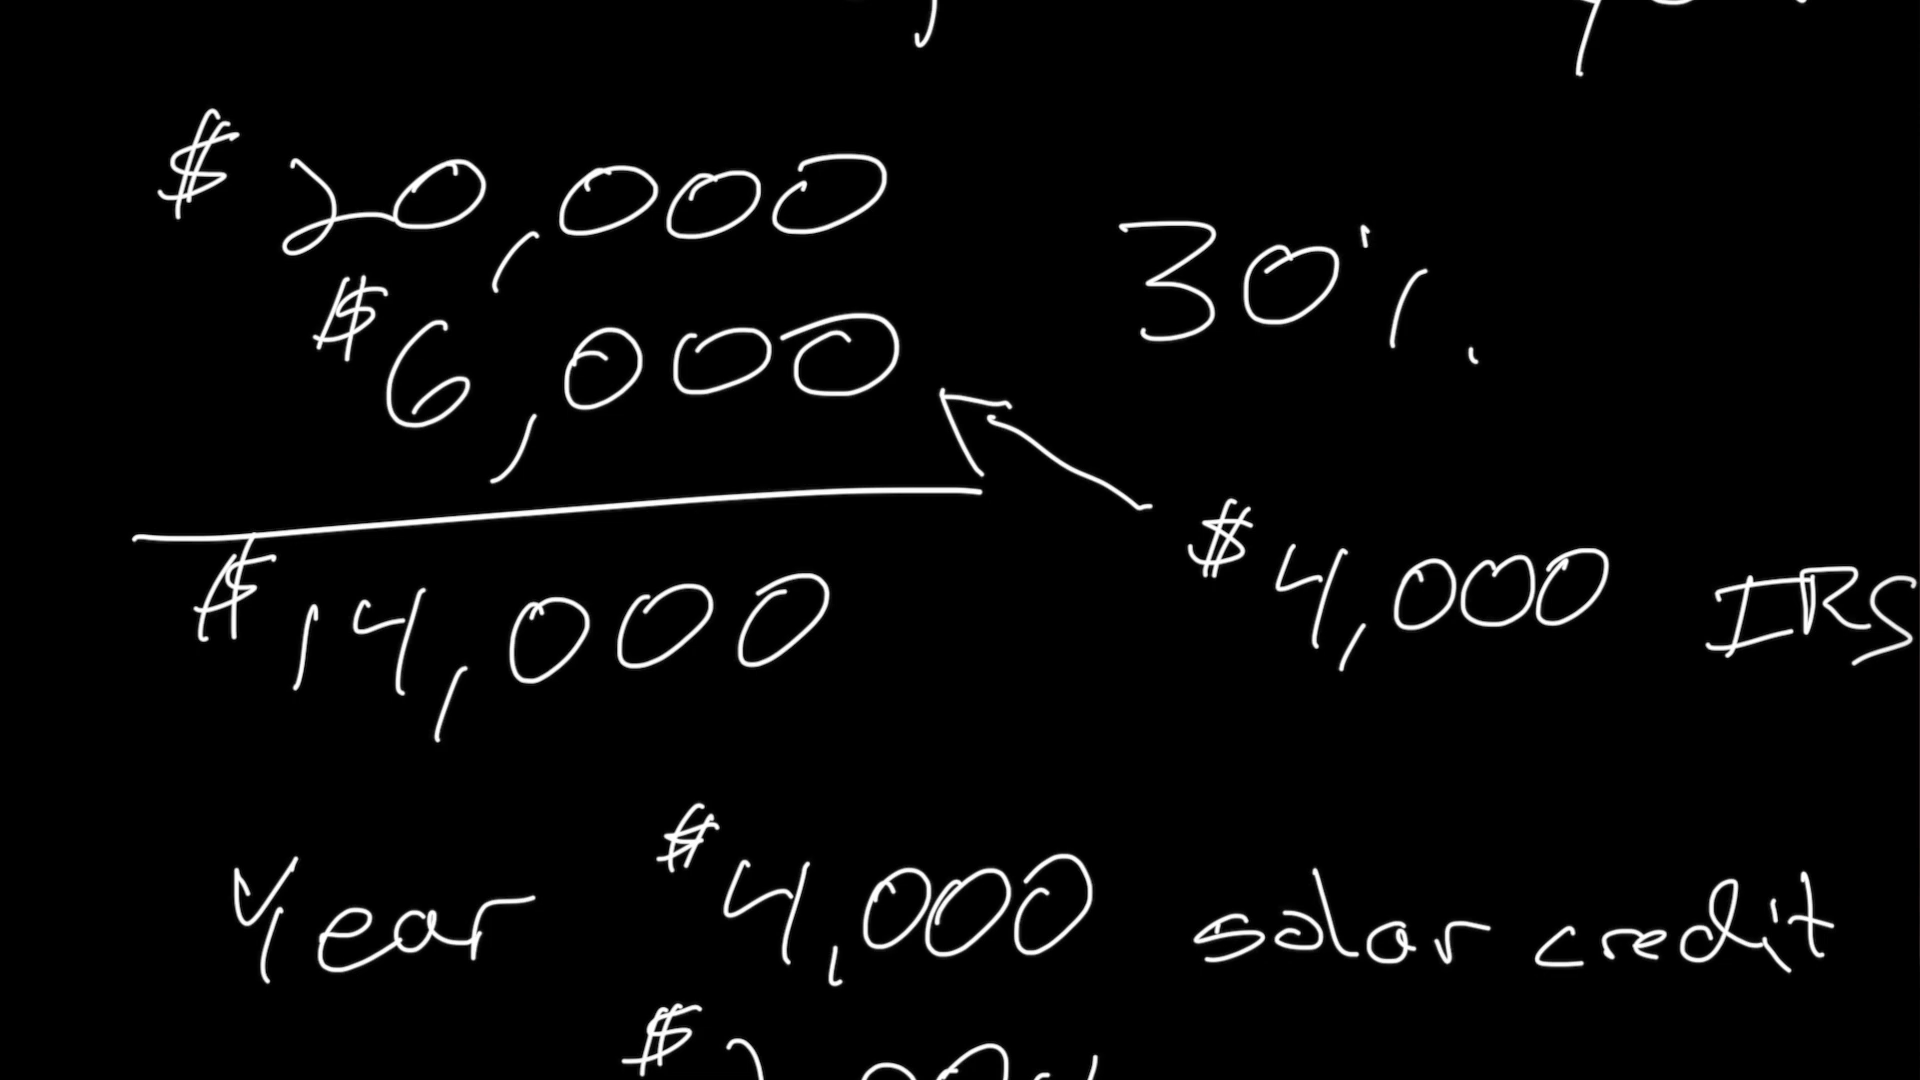 $ 20,000
30%
$ 6,000
$ 14,000
$ 4,000 IRS
Year $ 4,000 solar credit
$